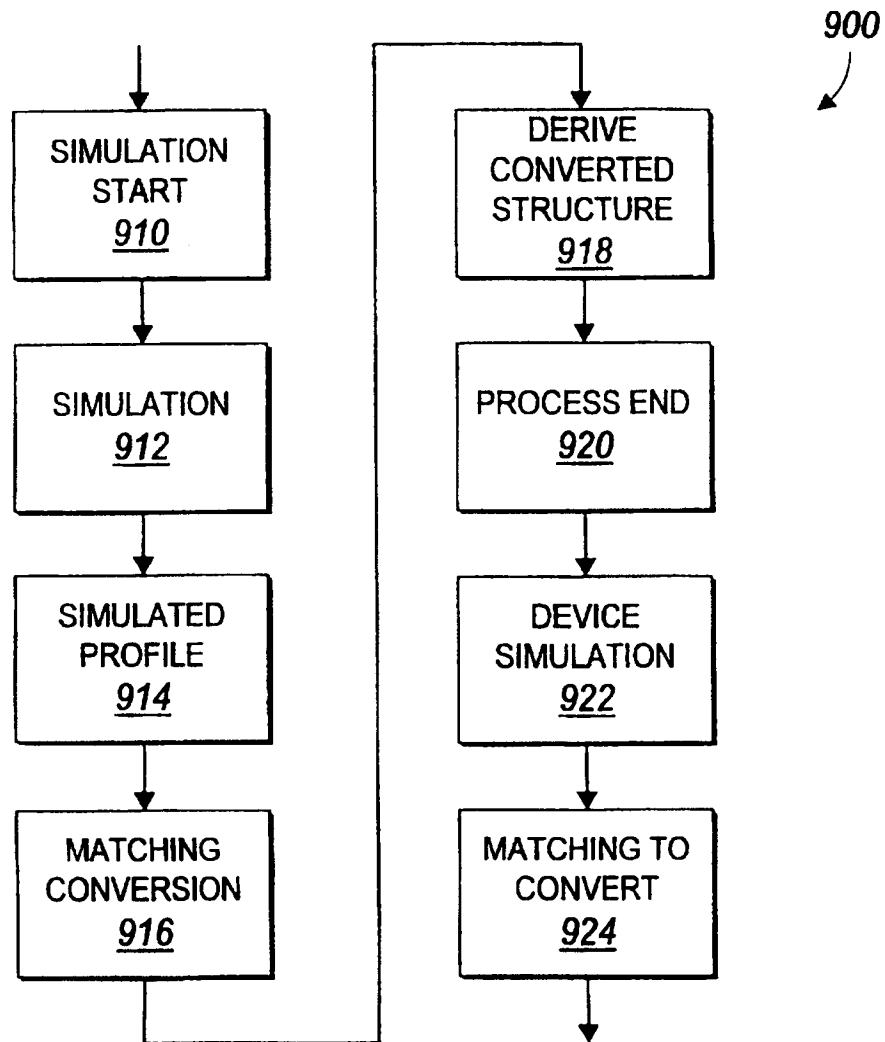 900
SIMULATION
START
910
SIMULATION
912
SIMULATED
PROFILE
914
MATCHING
CONVERSION
916
DERIVE
CONVERTED
STRUCTURE
918
PROCESS END
920
DEVICE
SIMULATION
922
MATCHING TO
CONVERT
924